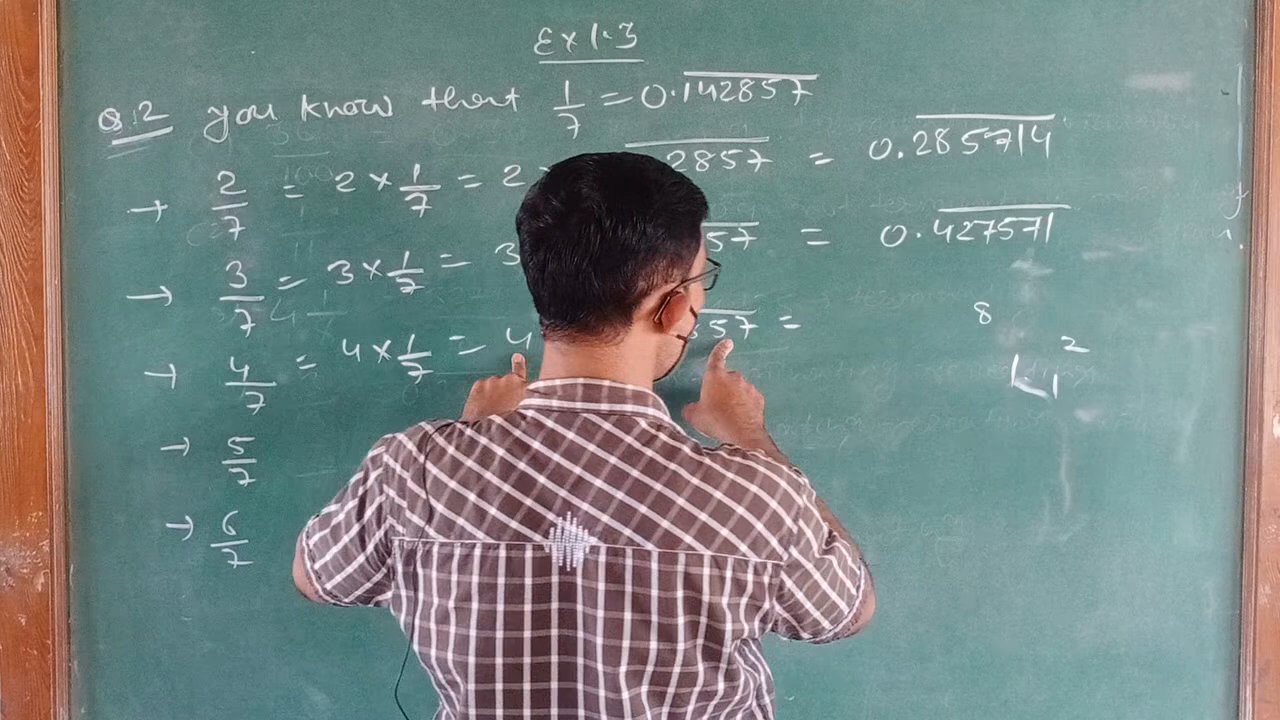 Ex 1.3
Q.2 You know that 1/7 = 0.142857
→ 2/7 = 2 × 1/7 = 2 2857 = 0.285714
→ 3/7 = 3 × 1/7 = 3 57 = 0.427571
→ 4/7 = 4 × 1/7 = 4 57 =
8
2
1
→ 5/7
→ 6/7